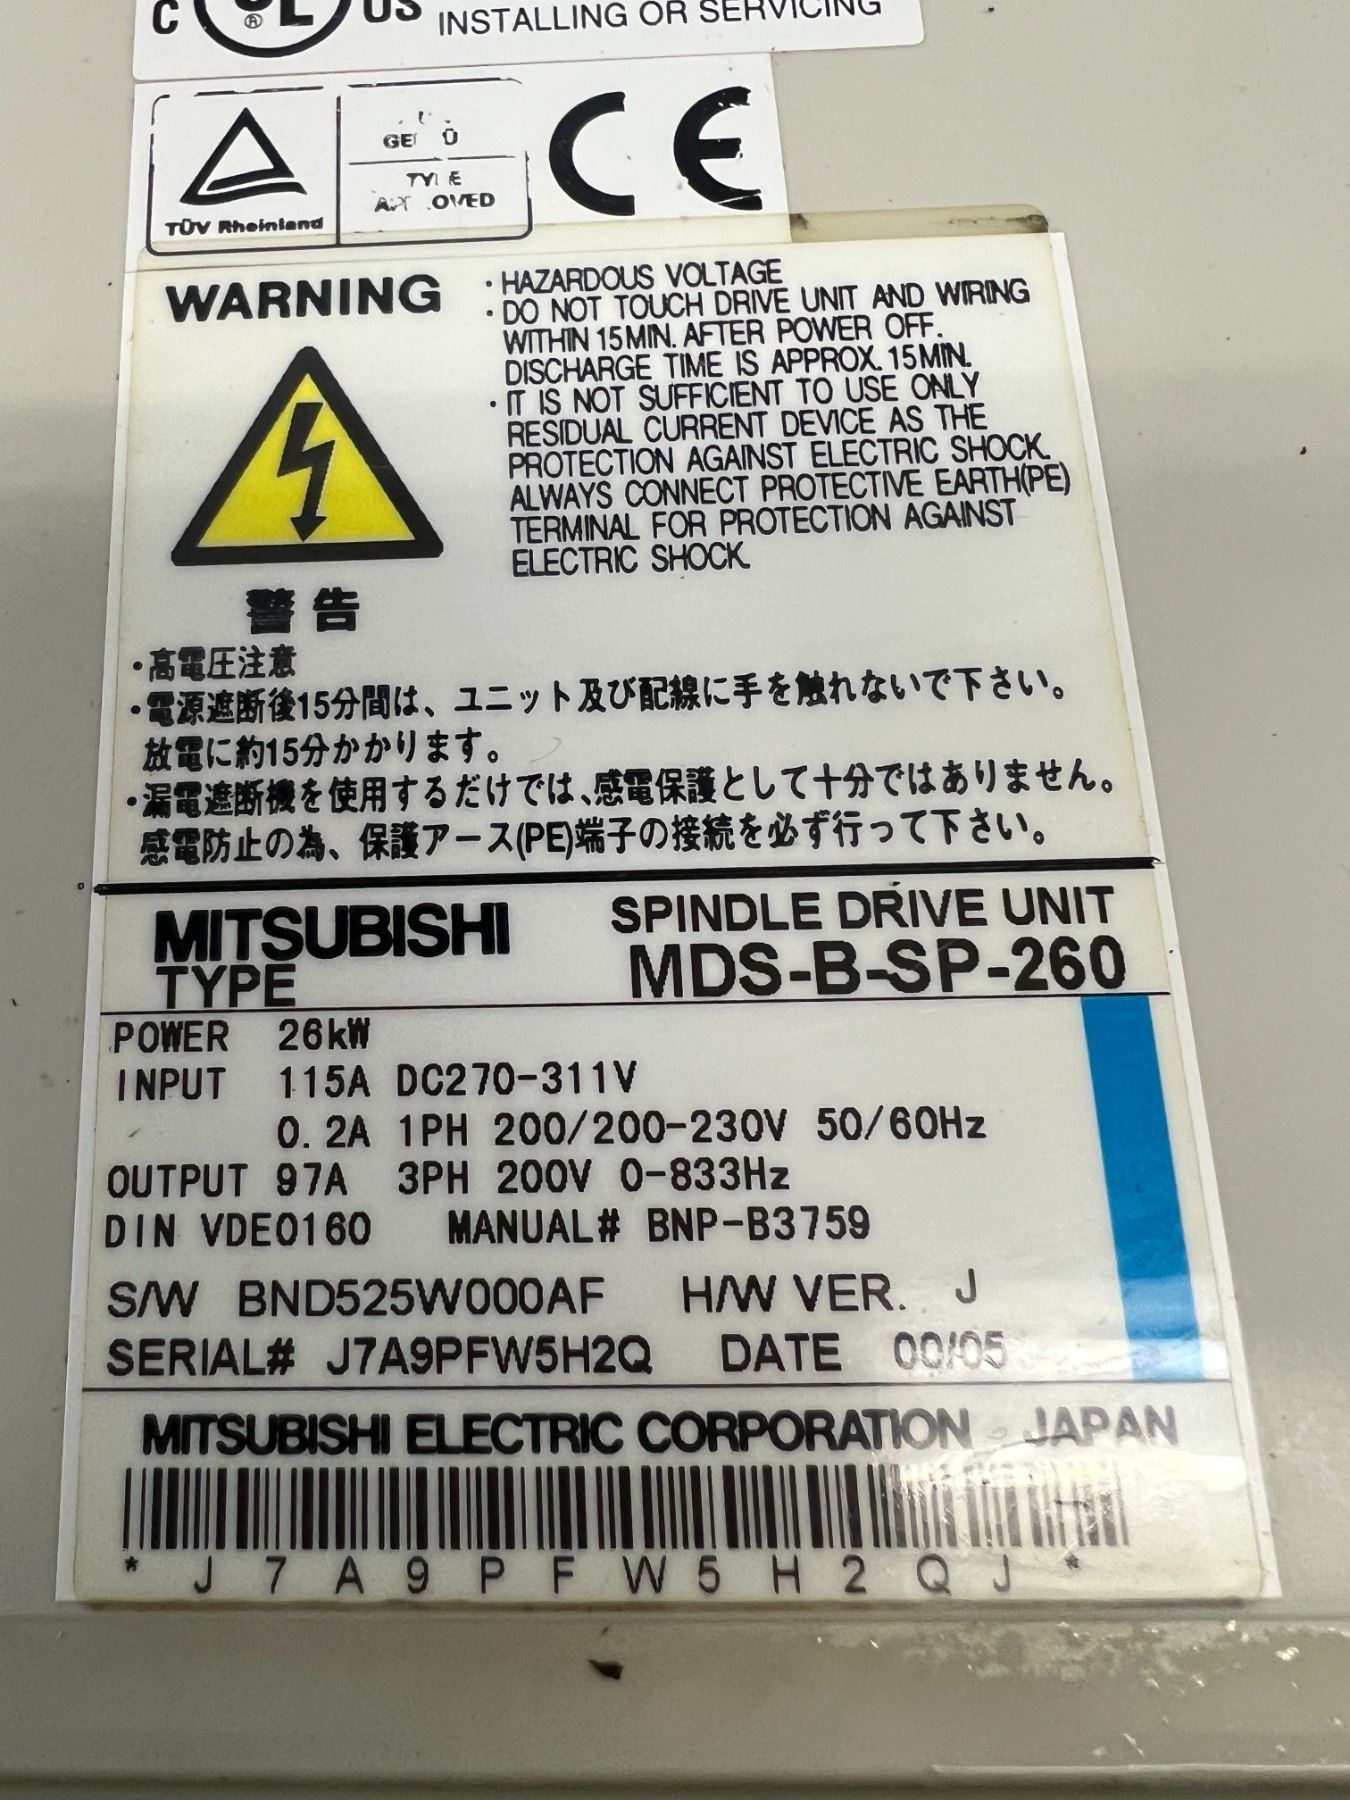 C UL ® US
INSTALLING OR SERVICING
TÜV Rheinland
TYPE
APPROVED
CE
WARNING
・HAZARDOUS VOLTAGE
・DO NOT TOUCH DRIVE UNIT AND WIRING
WITHIN 15MIN. AFTER POWER OFF.
DISCHARGE TIME IS APPROX. 15MIN.
・IT IS NOT SUFFICIENT TO USE ONLY
RESIDUAL CURRENT DEVICE AS THE
PROTECTION AGAINST ELECTRIC SHOCK.
ALWAYS CONNECT PROTECTIVE EARTH(PE)
TERMINAL FOR PROTECTION AGAINST
ELECTRIC SHOCK.
警告
・高電圧注意
・電源遮断後15分間は、ユニット及び配線に手を触れないで下さい。
放電に約15分かかります。
・漏電遮断機を使用するだけでは、感電保護として十分ではありません。
感電防止の為、保護アース(PE)端子の接続を必ず行って下さい。
MITSUBISHI SPINDLE DRIVE UNIT
TYPE MDS-B-SP-260
POWER 26kW
INPUT 115A DC270-311V
0.2A 1PH 200/200-230V 50/60Hz
OUTPUT 97A 3PH 200V 0-833Hz
DIN VDE0160 MANUAL# BNP-B3759
S/W BND525W000AF H/W VER. J
SERIAL# J7A9PFW5H2Q DATE 00/05
MITSUBISHI ELECTRIC CORPORATION JAPAN
* J 7 A 9 P F W 5 H 2 Q J *